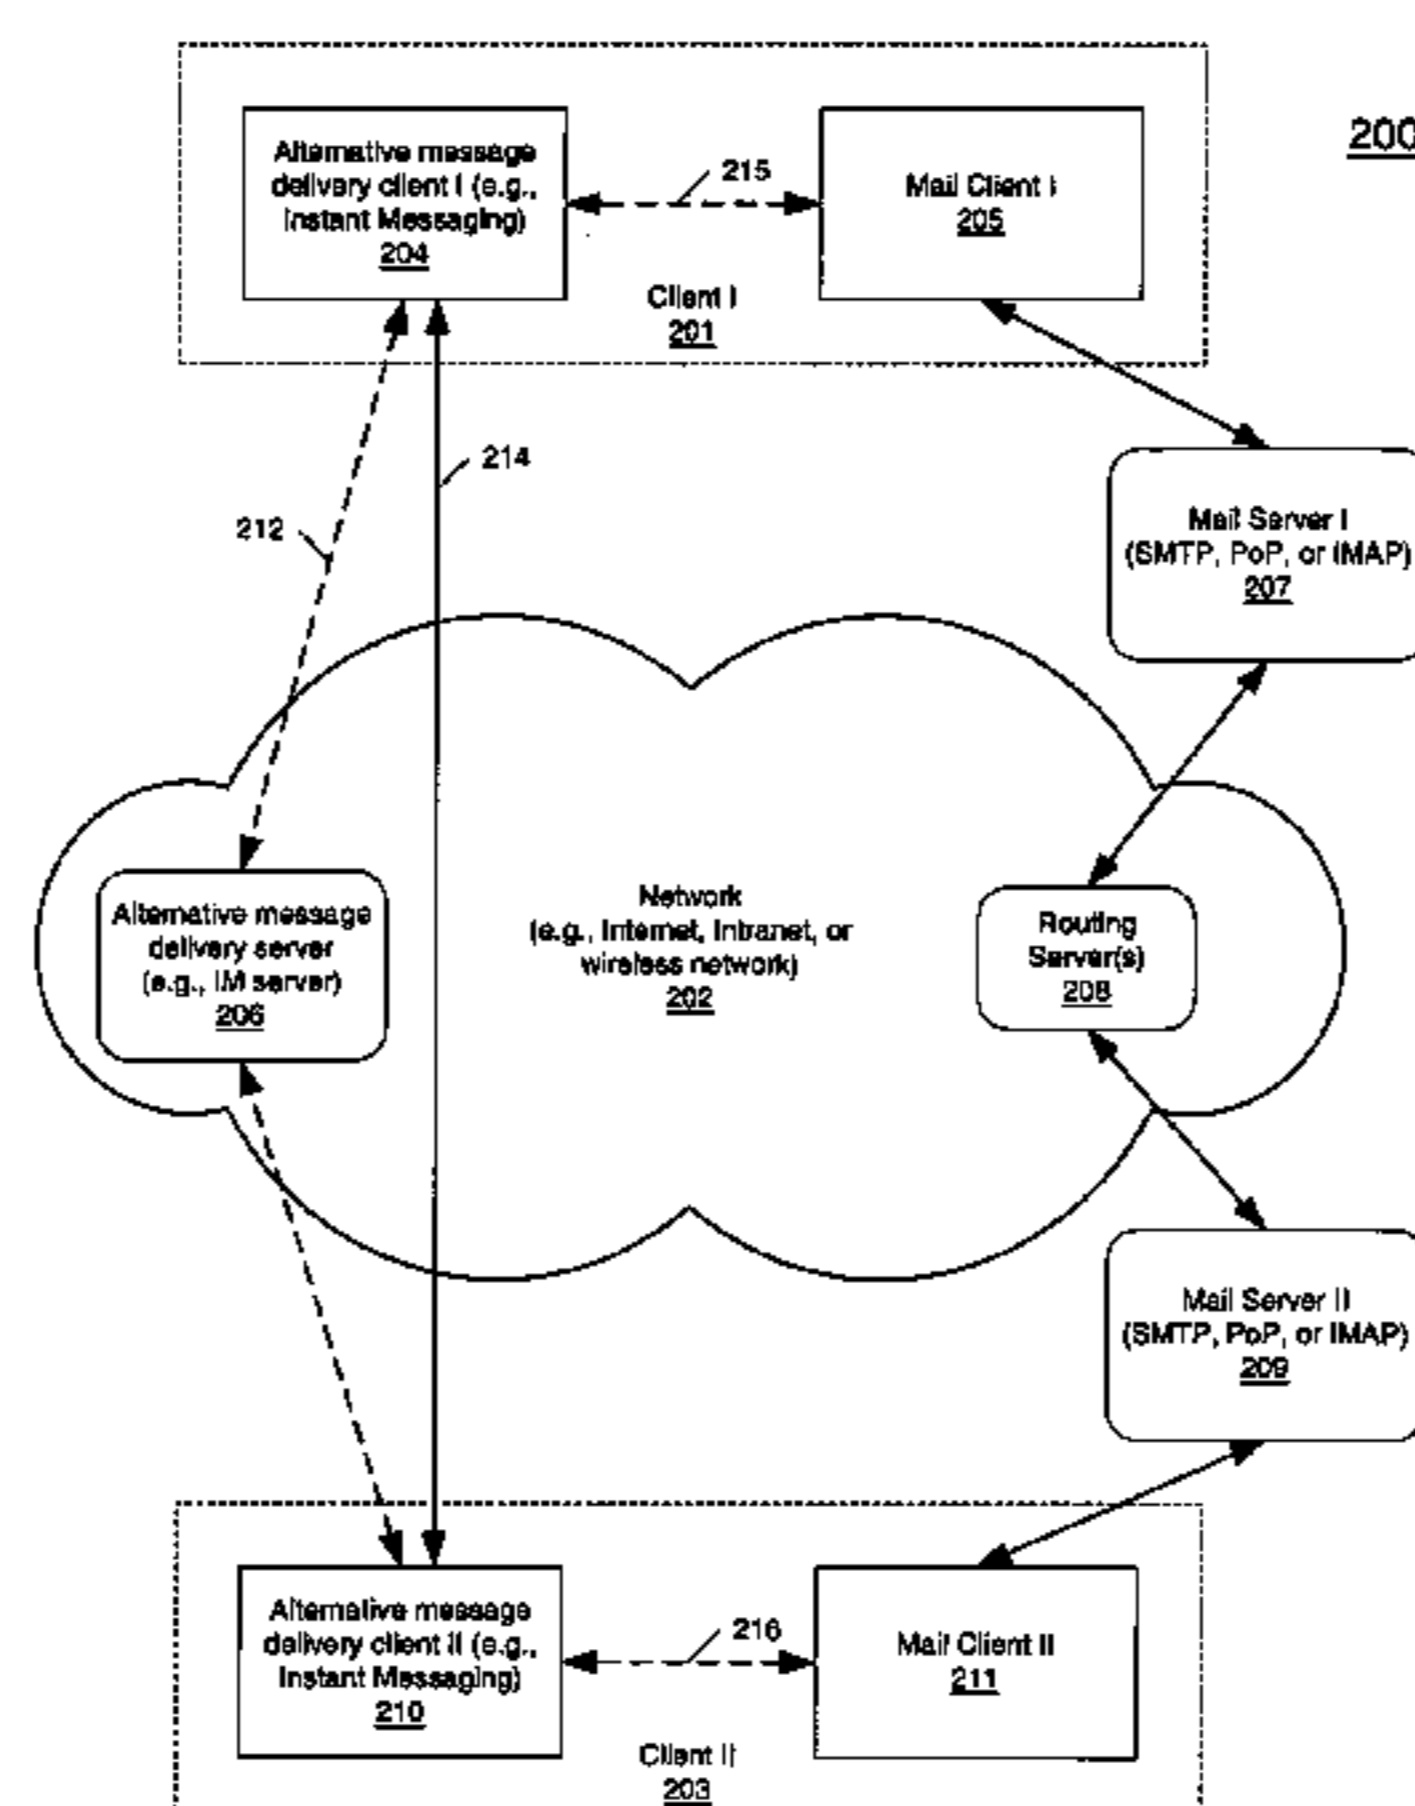 200
Alternative message
delivery client I (e.g.,
Instant Messaging)
204
215
Mail Client I
205
Client I
201
214
212
Mail Server I
(SMTP, PoP, or IMAP)
207
Alternative message
delivery server
(e.g., IM server)
206
Network
(e.g., Internet, Intranet, or
wireless network)
202
Routing
Server(s)
208
Mail Server II
(SMTP, PoP, or IMAP)
209
Alternative message
delivery client II (e.g.,
Instant Messaging)
210
216
Mail Client II
211
Client II
203